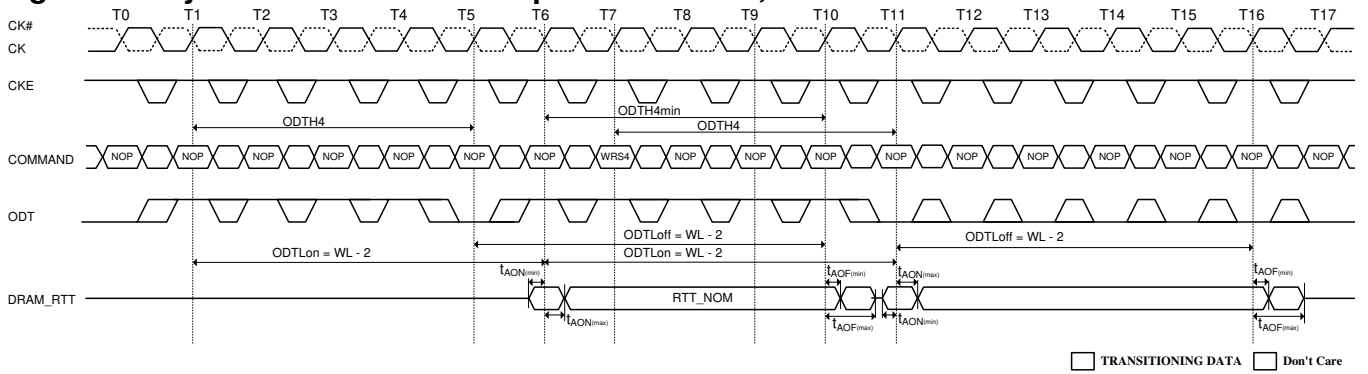 T0 T1 T2 T3 T4 T5 T6 T7 T8 T9 T10 T11 T12 T13 T14 T15 T16 T17
CK#
CK
CKE
ODTH4min
ODTH4
ODTH4
COMMAND NOP NOP NOP NOP NOP NOP NOP WRS4 NOP NOP NOP NOP NOP NOP NOP NOP NOP NOP
ODT
ODTLoff = WL - 2
ODTLoff = WL - 2
ODTLon = WL - 2
ODTLon = WL - 2
tAON(min) tAOF(min) tAON(max) tAOF(min)
DRAM_RTT RTT_NOM
tAON(max) tAOF(max) tAON(min) tAOF(max)
TRANSITIONING DATA Don't Care